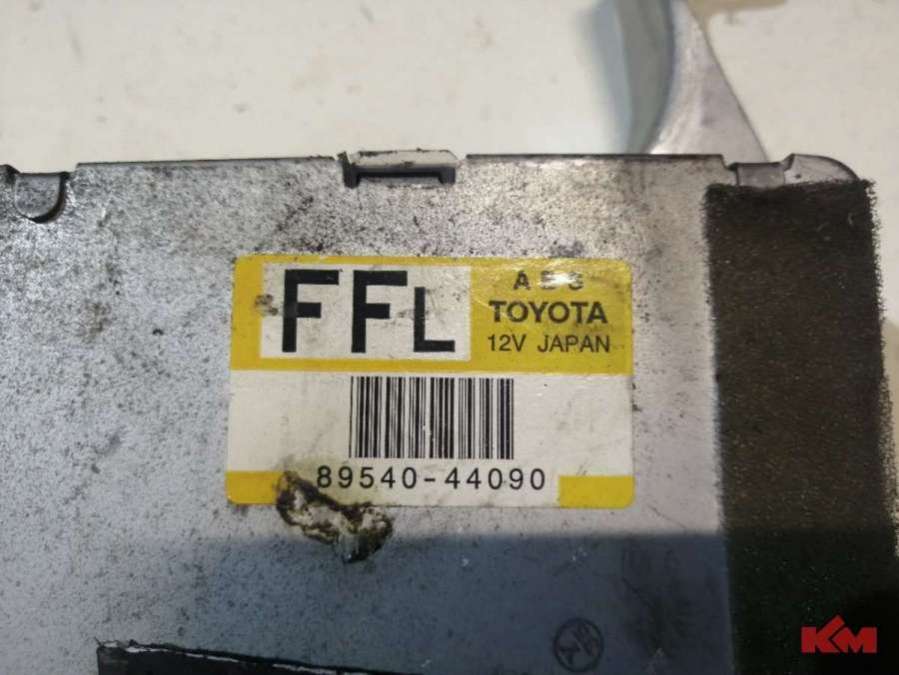 FFL
ABS
TOYOTA
12V JAPAN
89540-44090
KM